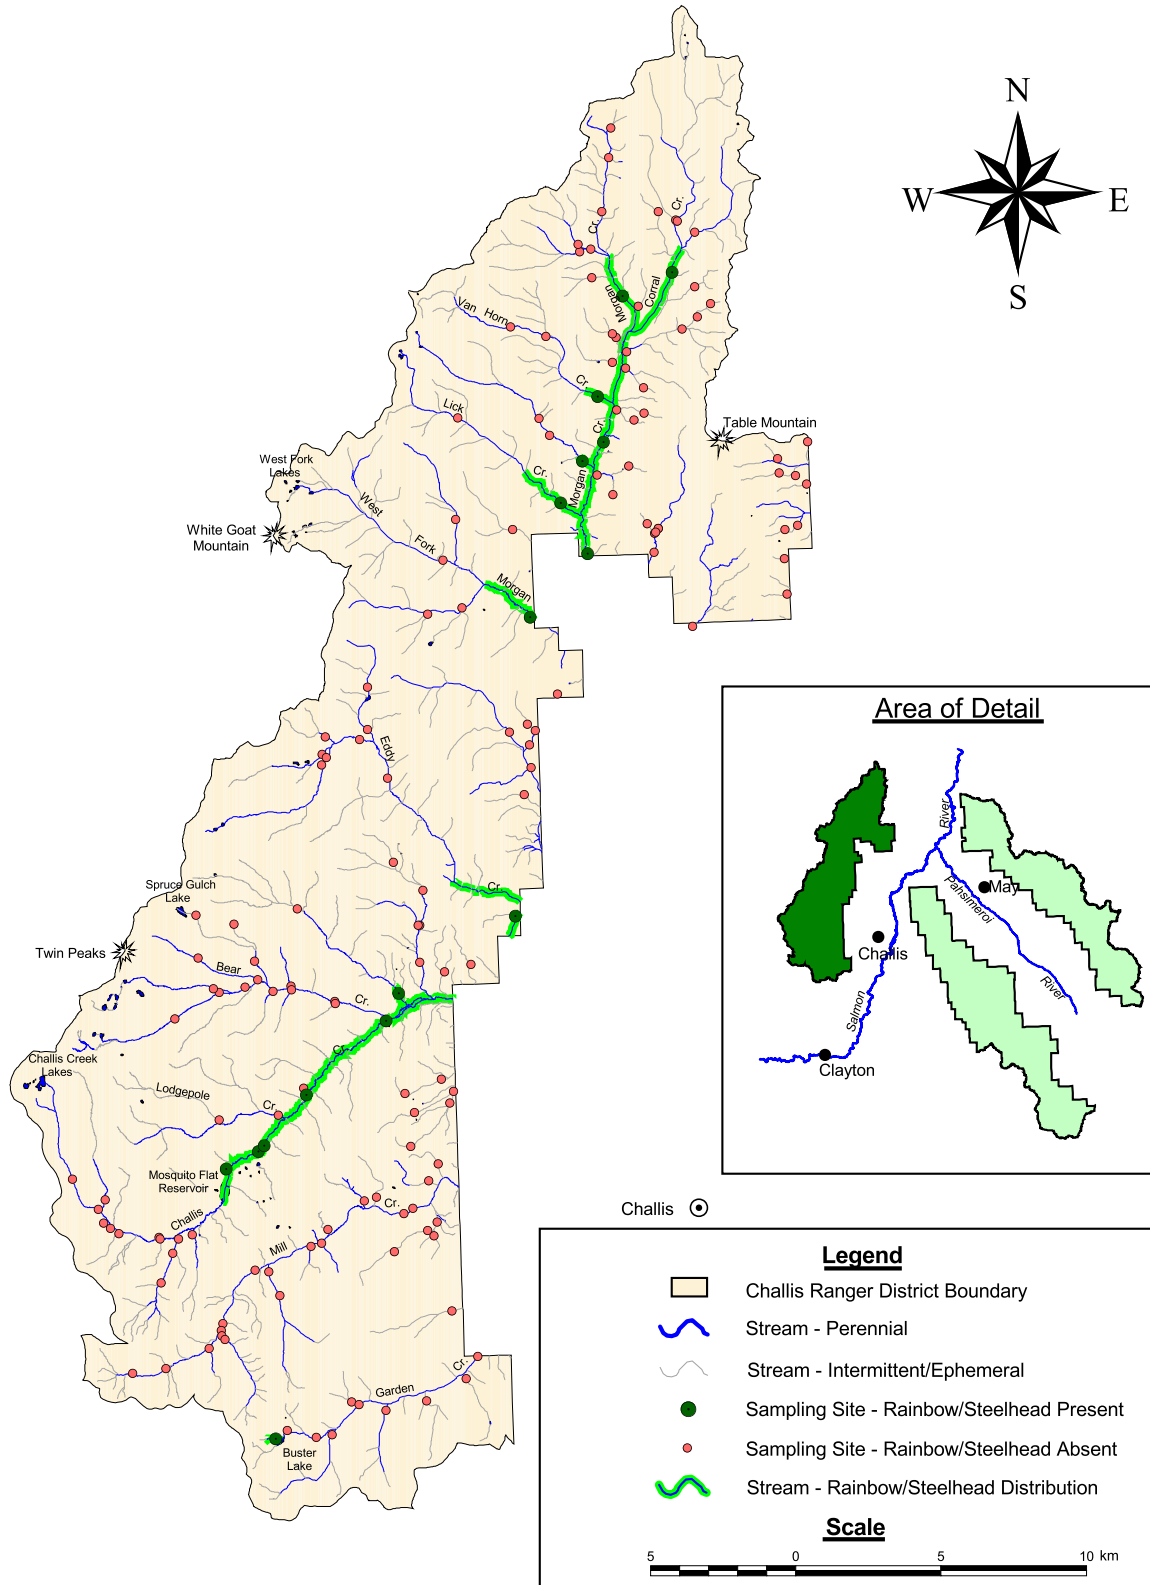 N
W
E
S
Cr.
Cr.
Morgan
Corral
Van Horn
Cr.
Lick
Cr.
Table Mountain
West Fork
Lakes
Cr.
Morgan
West
White Goat
Mountain
Fork
Morgan
Eddy
Area of Detail
River
Pahsimeroi
May
Challis
River
Salmon
Clayton
Cr.
Spruce Gulch
Lake
Twin Peaks
Bear
Cr.
Cr.
Challis Creek
Lakes
Lodgepole
Cr.
Mosquito Flat
Reservoir
Challis
Cr.
Mill
Challis
Cr.
Garden
Buster
Lake
Legend
Challis Ranger District Boundary
Stream - Perennial
Stream - Intermittent/Ephemeral
Sampling Site - Rainbow/Steelhead Present
Sampling Site - Rainbow/Steelhead Absent
Stream - Rainbow/Steelhead Distribution
Scale
5 0 5 10 km